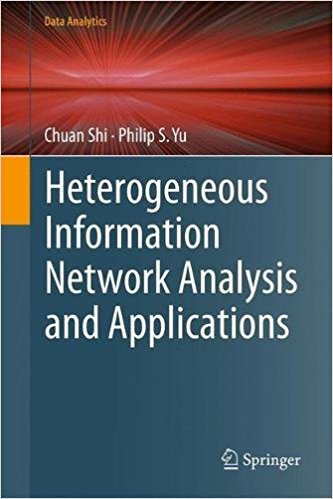 Data Analytics
Chuan Shi · Philip S. Yu
Heterogeneous
Information
Network Analysis
and Applications
Springer